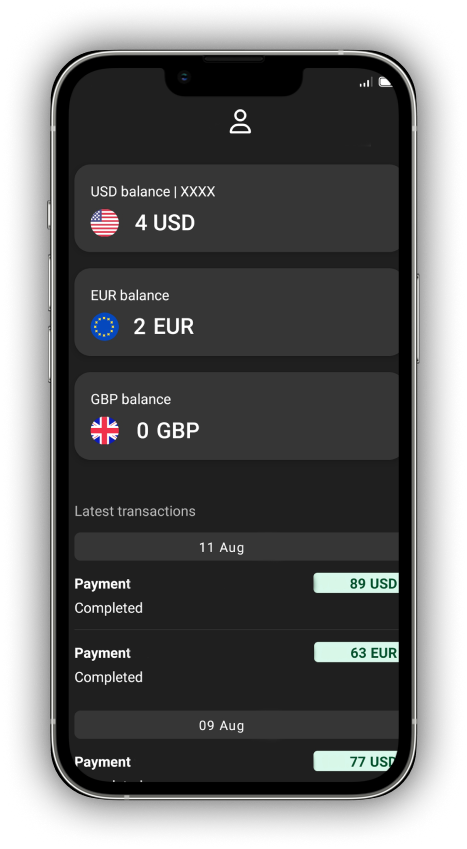 USD balance | XXXX
4 USD
EUR balance
2 EUR
GBP balance
0 GBP
Latest transactions
11 Aug
Payment
89 USD
Completed
Payment
63 EUR
Completed
09 Aug
Payment
77 USD